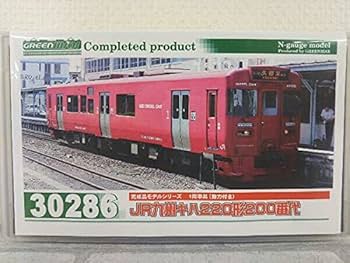 GREENMAX
Completed product
N-gauge model
Produced by GREENMAX
30286
完成品モデルシリーズ 1両単品(動力付き)
JR九州キハ220形200番代